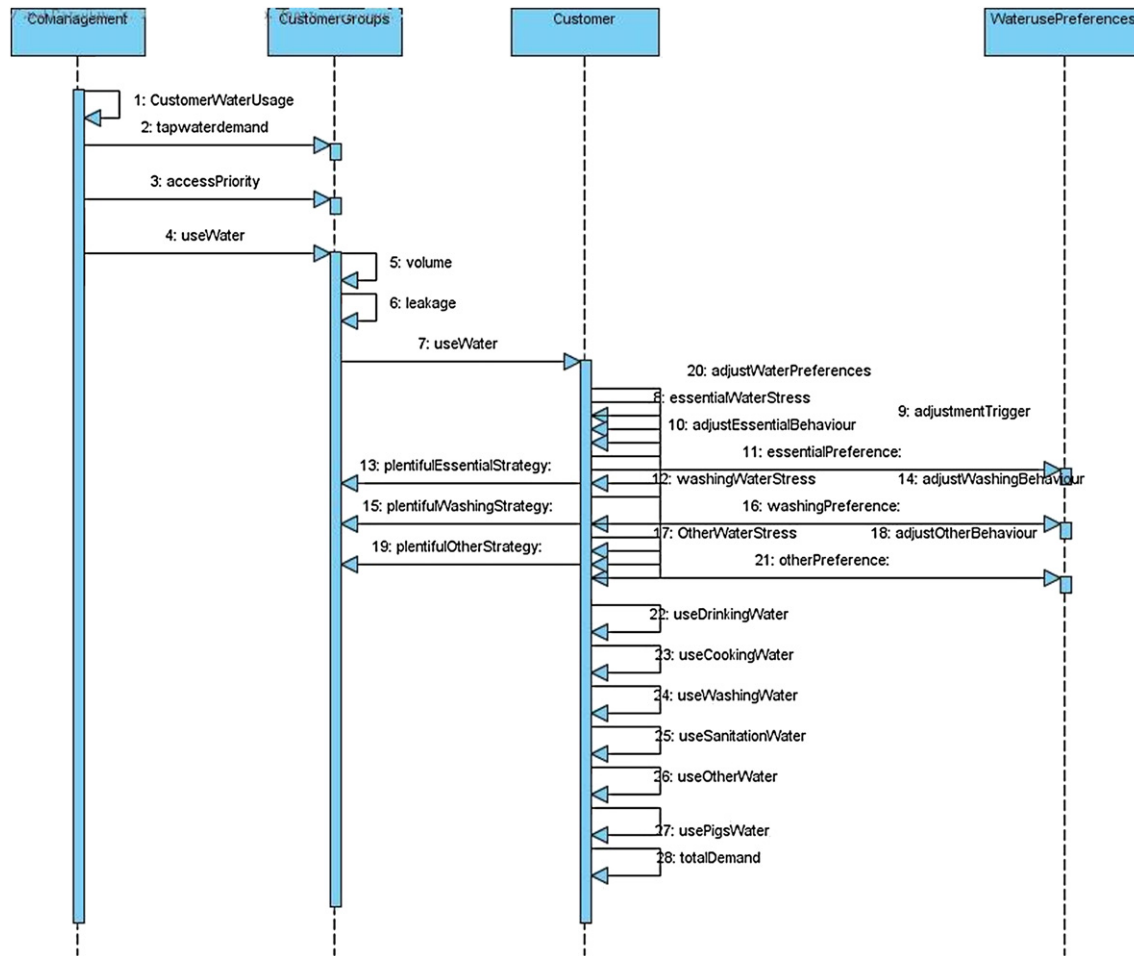 CoManagement
CustomerGroups
Customer
WaterusePreferences
1: CustomerWaterUsage
2: tapwaterdemand
3: accessPriority
4: useWater
5: volume
6: leakage
7: useWater
20: adjustWaterPreferences
8: essentialWaterStress
9: adjustmentTrigger
10: adjustEssentialBehaviour
11: essentialPreference:
13: plentifulEssentialStrategy:
12: washingWaterStress
14: adjustWashingBehaviour
15: plentifulWashingStrategy:
16: washingPreference:
17: OtherWaterStress
18: adjustOtherBehaviour
19: plentifulOtherStrategy:
21: otherPreference:
22: useDrinkingWater
23: useCookingWater
24: useWashingWater
25: useSanitationWater
26: useOtherWater
27: usePigsWater
28: totalDemand